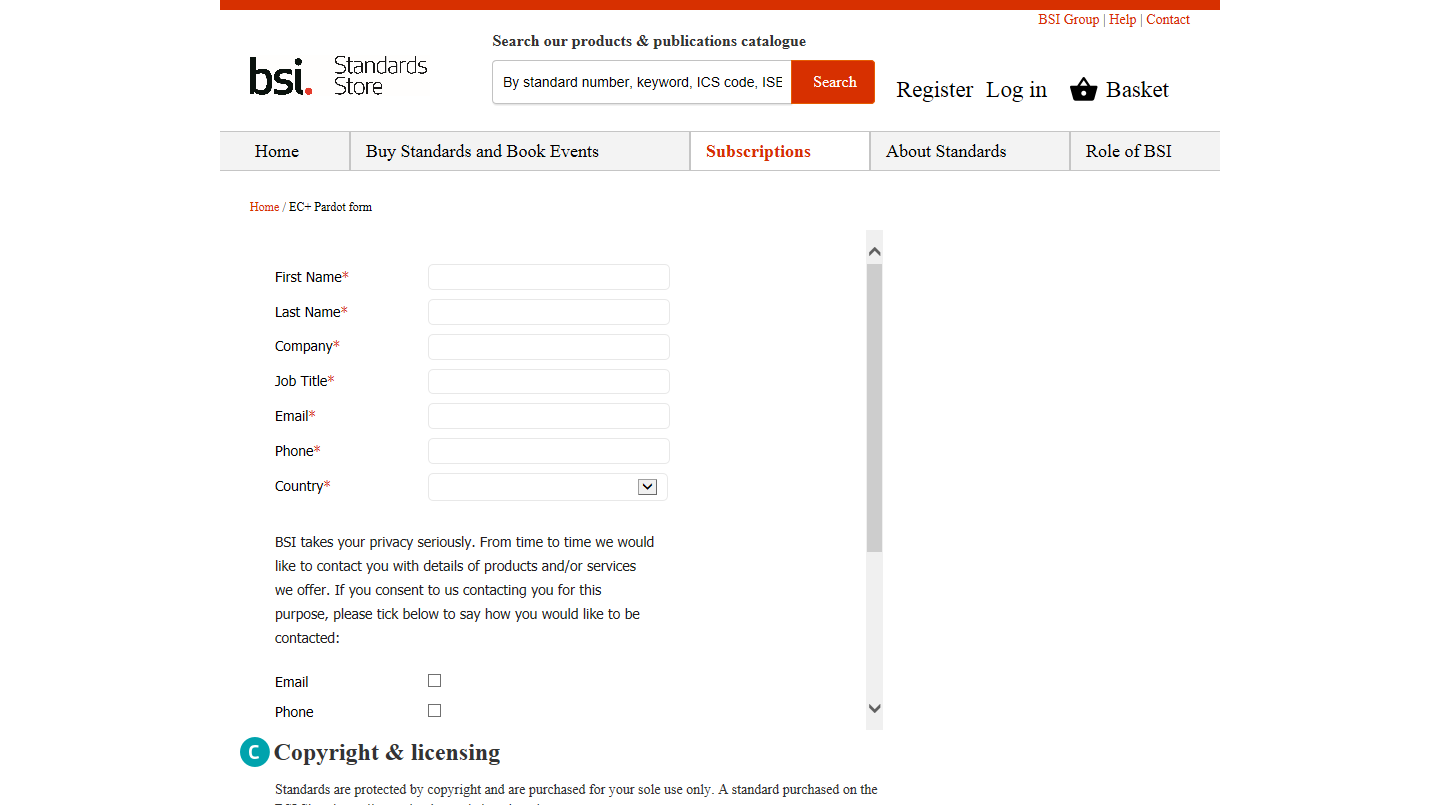 BSI Group | Help | Contact
Search our products & publications catalogue
bsi. Standards Store
By standard number, keyword, ICS code, ISB
Search
Register Log in Basket
Home Buy Standards and Book Events Subscriptions About Standards Role of BSI
Home / EC+ Pardot form
First Name*
Last Name*
Company*
Job Title*
Email*
Phone*
Country*
BSI takes your privacy seriously. From time to time we would
like to contact you with details of products and/or services
we offer. If you consent to us contacting you for this
purpose, please tick below to say how you would like to be
contacted:
Email
Phone
C Copyright & licensing
Standards are protected by copyright and are purchased for your sole use only. A standard purchased on the